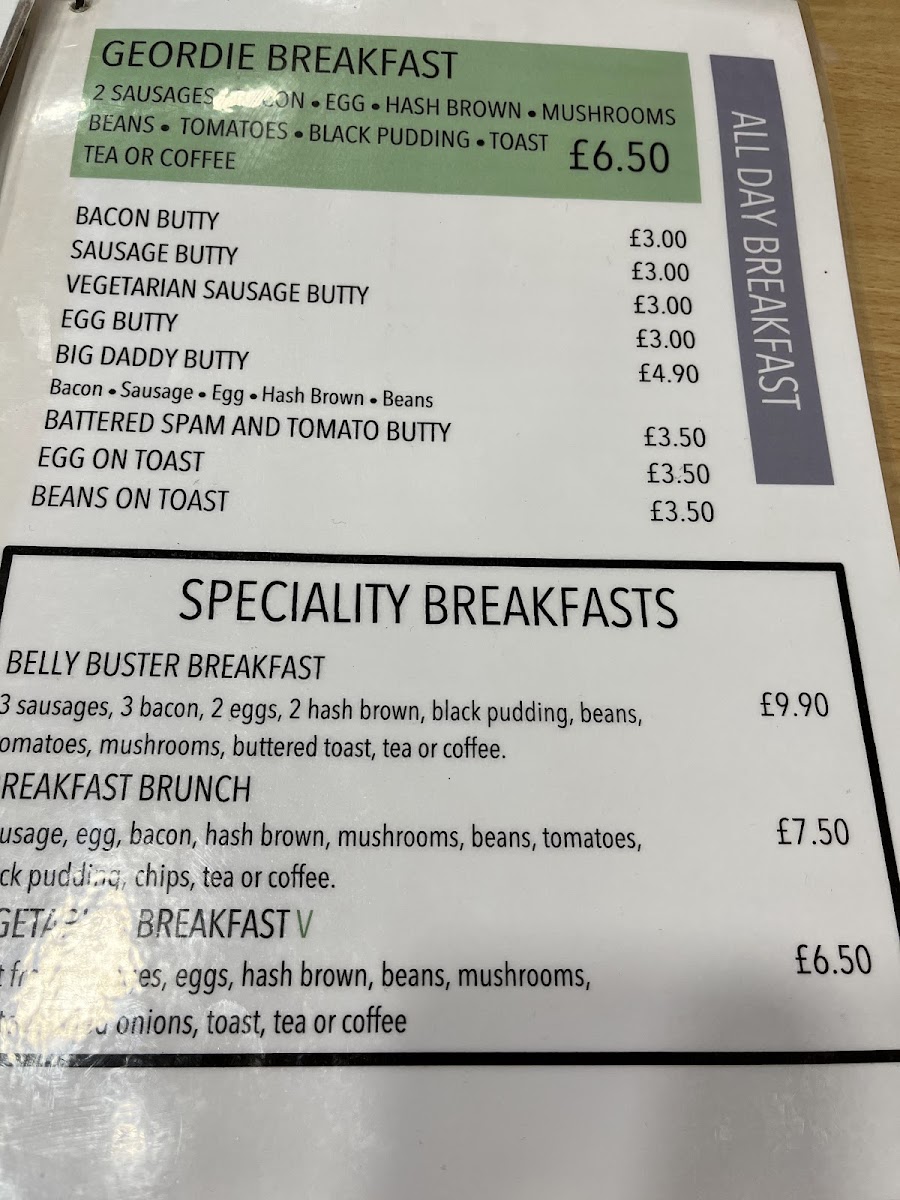 GEORDIE BREAKFAST
2 SAUSAGES • EGG • HASH BROWN • MUSHROOMS
BEANS • TOMATOES • BLACK PUDDING • TOAST
TEA OR COFFEE £6.50
ALL DAY BREAKFAST
BACON BUTTY £3.00
SAUSAGE BUTTY £3.00
VEGETARIAN SAUSAGE BUTTY £3.00
EGG BUTTY £3.00
BIG DADDY BUTTY £4.90
Bacon • Sausage • Egg • Hash Brown • Beans
BATTERED SPAM AND TOMATO BUTTY £3.50
EGG ON TOAST £3.50
BEANS ON TOAST £3.50
SPECIALITY BREAKFASTS
BELLY BUSTER BREAKFAST
3 sausages, 3 bacon, 2 eggs, 2 hash brown, black pudding, beans, £9.90
omatoes, mushrooms, buttered toast, tea or coffee.
REAKFAST BRUNCH
usage, egg, bacon, hash brown, mushrooms, beans, tomatoes, £7.50
ck pudding, chips, tea or coffee.
BREAKFAST V
eggs, hash brown, beans, mushrooms, £6.50
onions, toast, tea or coffee